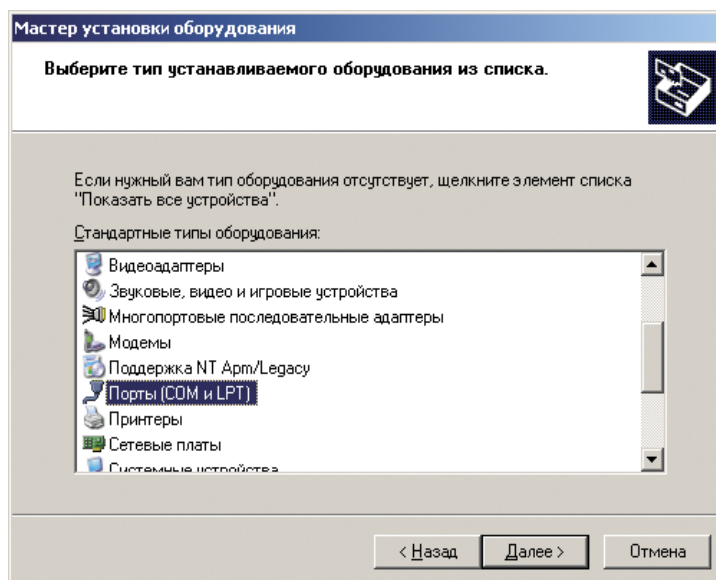 Мастер установки оборудования
Выберите тип устанавливаемого оборудования из списка.
Если нужный вам тип оборудования отсутствует, щелкните элемент списка
"Показать все устройства".
Стандартные типы оборудования:
Видеоадаптеры
Звуковые, видео и игровые устройства
Многопортовые последовательные адаптеры
Модемы
Поддержка NT Apm/Legacy
Порты (COM и LPT)
Принтеры
Сетевые платы
Системные устройства
< Назад
Далее >
Отмена